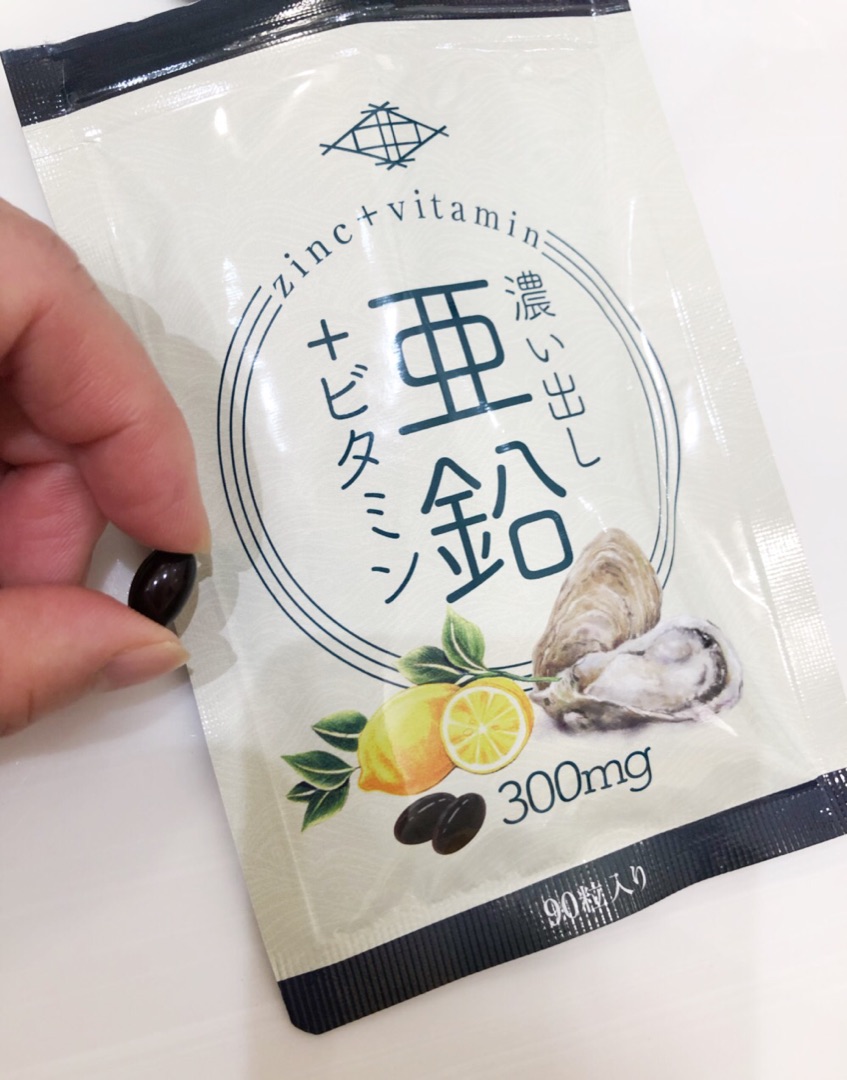 zinc+vitamin
濃い出し
亜鉛
+ビタミン
300mg
90粒入り